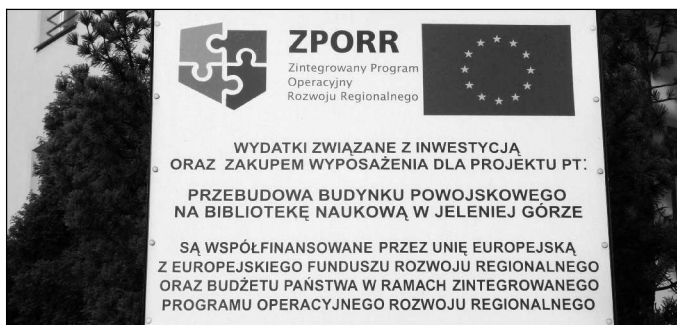 ZPORR
Zintegrowany Program
Operacyjny
Rozwoju Regionalnego
WYDATKI ZWIĄZANE Z INWESTYCJĄ
ORAZ ZAKUPEM WYPOSAŻENIA DLA PROJEKTU PT:
PRZEBUDOWA BUDYNKU POWOJSKOWEGO
NA BIBLIOTEKĘ NAUKOWĄ W JELENIEJ GÓRZE
SĄ WSPÓŁFINANSOWANE PRZEZ UNIĘ EUROPEJSKĄ
Z EUROPEJSKIEGO FUNDUSZU ROZWOJU REGIONALNEGO
ORAZ BUDŻETU PAŃSTWA W RAMACH ZINTEGROWANEGO
PROGRAMU OPERACYJNEGO ROZWOJU REGIONALNEGO